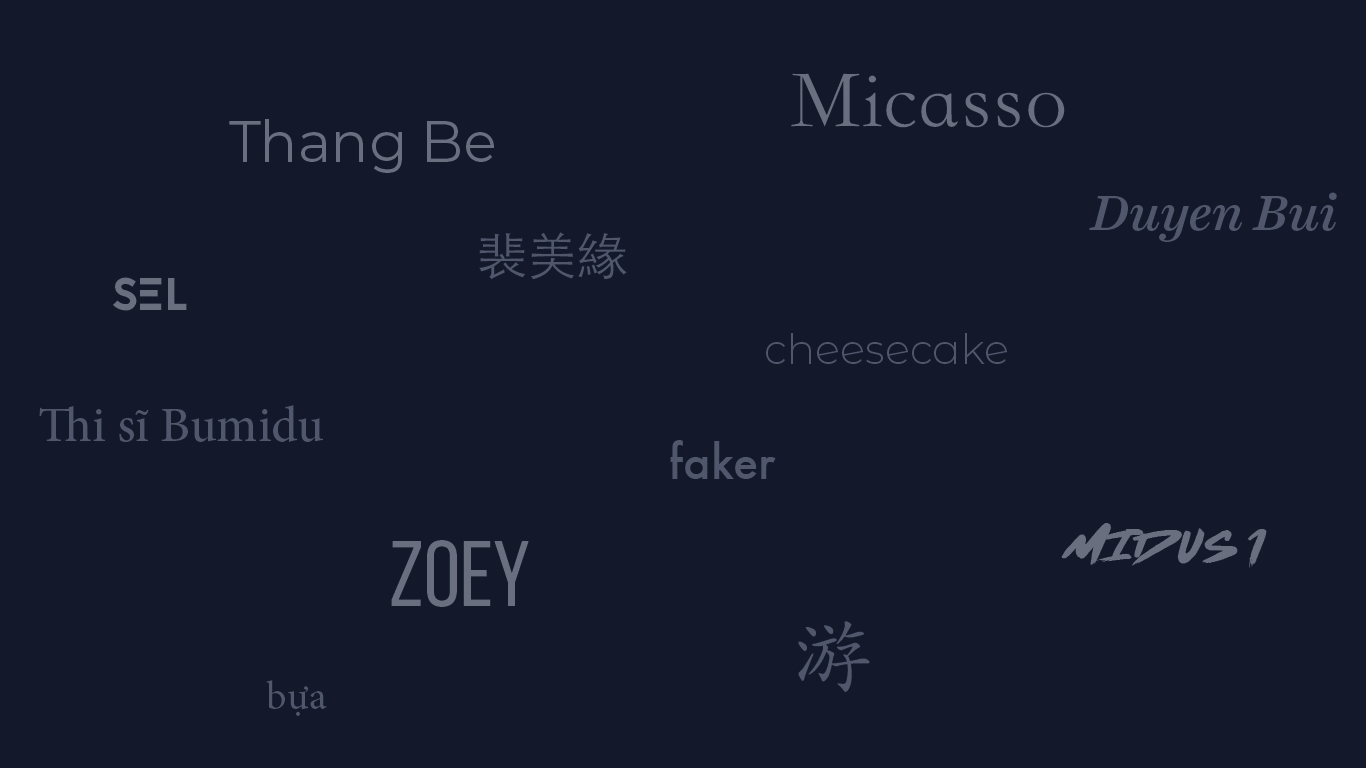 Micasso
Thang Be
Duyen Bui
裴美緣
SEL
cheesecake
Thi sĩ Bumidu
faker
MIDUS 1
ZOEY
游
bựa